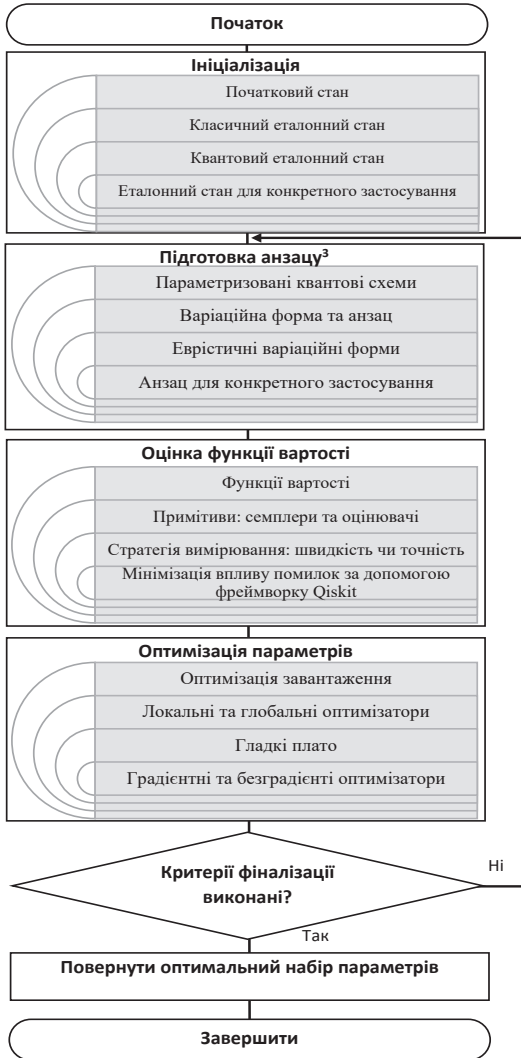 Початок
Ініціалізація
Початковий стан
Класичний еталонний стан
Квантовий еталонний стан
Еталонний стан для конкретного застосування
Підготовка анзацу³
Параметризовані квантові схеми
Варіаційна форма та анзац
Еврістичні варіаційні форми
Анзац для конкретного застосування
Оцінка функції вартості
Функції вартості
Примітиви: семплери та оцінювачі
Стратегія вимірювання: швидкість чи точність
Мінімізація впливу помилок за допомогою
фреймворку Qiskit
Оптимізація параметрів
Оптимізація завантаження
Локальні та глобальні оптимізатори
Гладкі плато
Градієнтні та безградієнті оптимізатори
Критерії фіналізації
виконані?
Ні
Так
Повернути оптимальний набір параметрів
Завершити